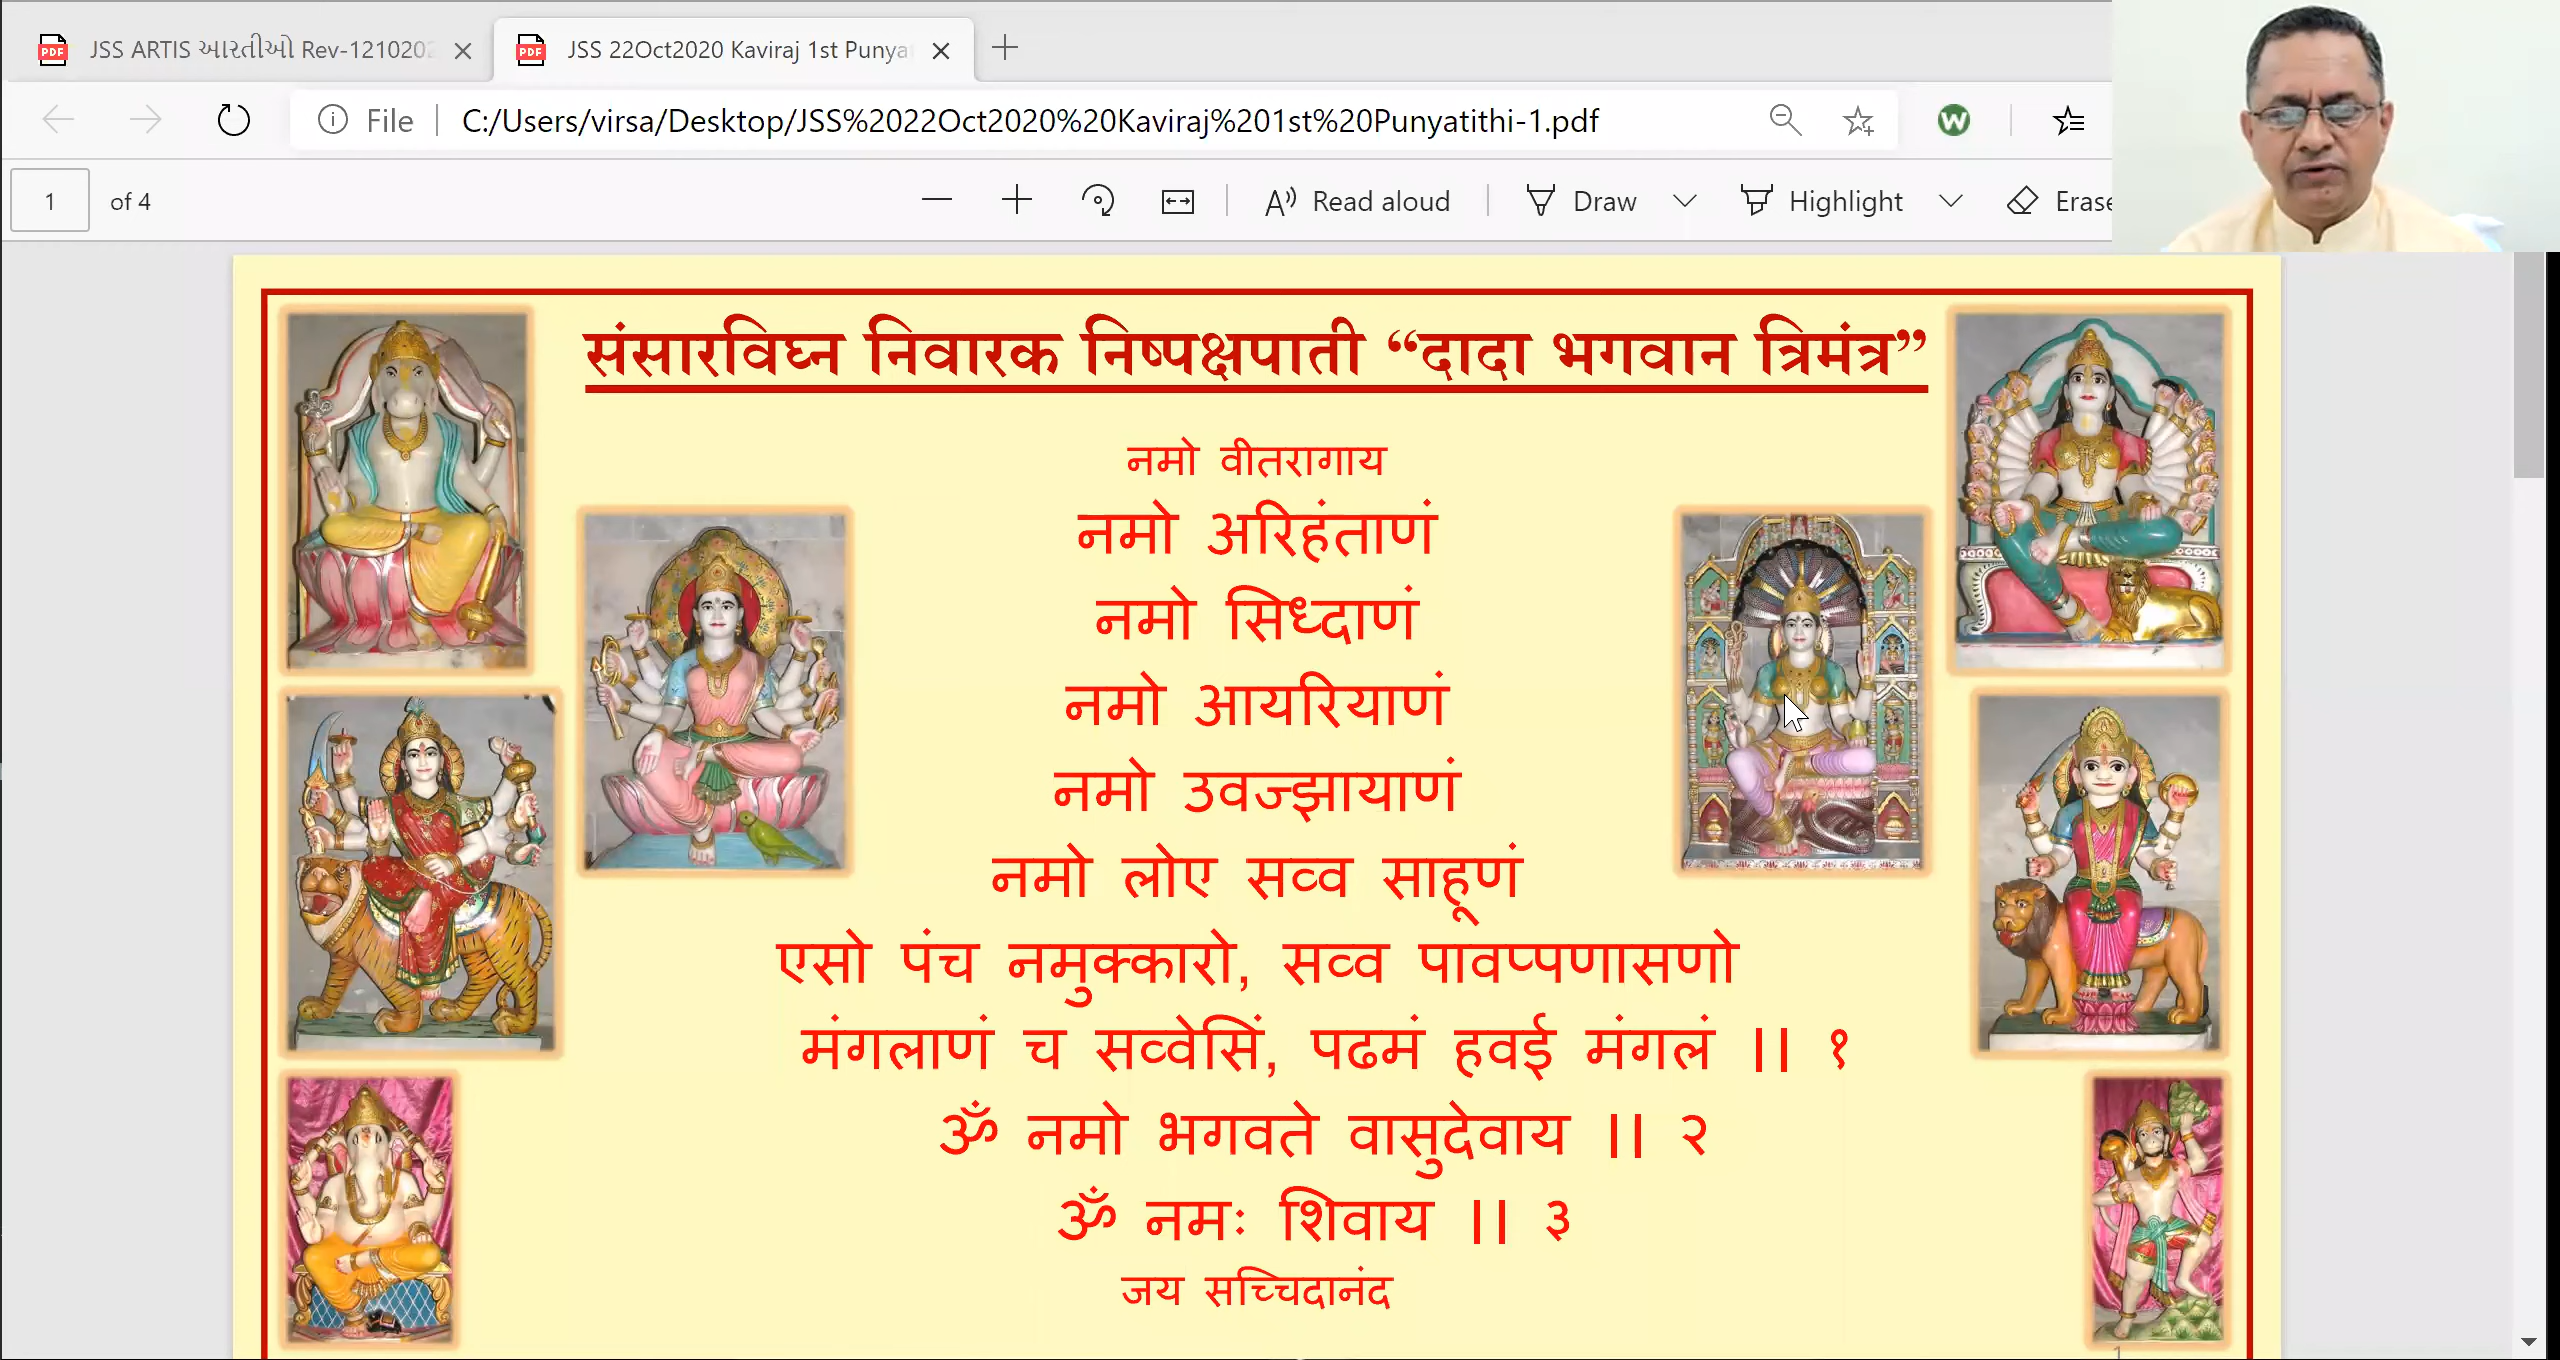 JSS ARTIS આરતીઓ Rev-1210202
JSS 22Oct2020 Kaviraj 1st Punya
File
C:/Users/virsa/Desktop/JSS%2022Oct2020%20Kaviraj%201st%20Punyatithi-1.pdf
W
1 of 4
Read aloud
Draw
Highlight
Erase
संसारविघ्न निवारक निष्पक्षपाती “दादा भगवान त्रिमंत्र”
नमो वीतरागाय
नमो अरिहंताणं
नमो सिध्दाणं
नमो आयरियाणं
नमो उवज्झायाणं
नमो लोए सव्व साहूणं
एसो पंच नमुक्कारो, सव्व पावप्पणासणो
मंगलाणं च सव्वेसिं, पढमं हवई मंगलं ।। १
ॐ नमो भगवते वासुदेवाय ।। २
ॐ नमः शिवाय ।। ३
जय सच्चिदानंद